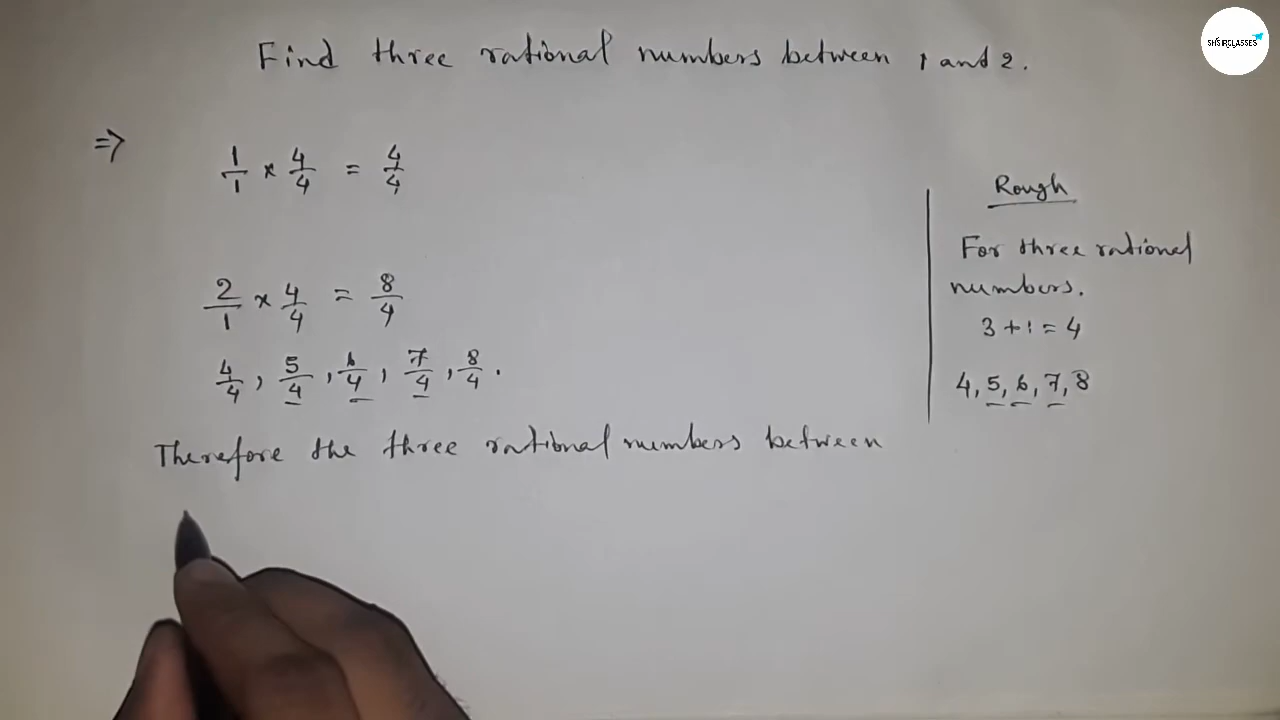 Find three rational numbers between 1 and 2.
SHSIRCLASSES
⇒ 1/1 × 4/4 = 4/4
2/1 × 4/4 = 8/4
4/4, 5/4, 6/4, 7/4, 8/4.
Therefore the three rational numbers between
Rough
For three rational
numbers.
3 + 1 = 4
4, 5, 6, 7, 8